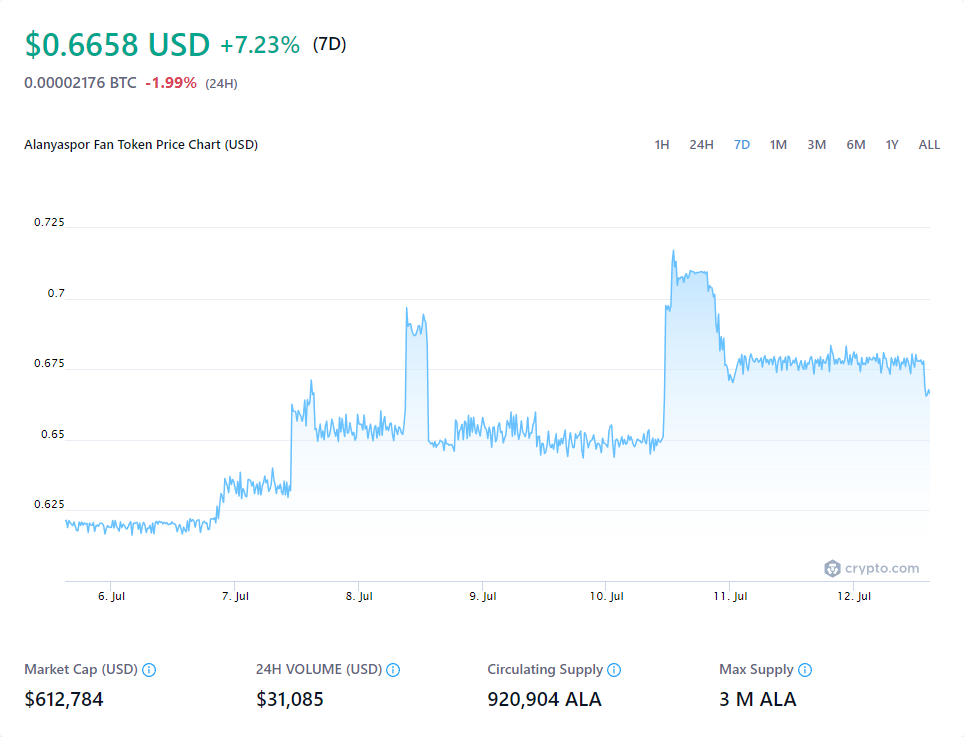 $0.6658 USD +7.23% (7D)
0.00002176 BTC -1.99% (24H)
Alanyaspor Fan Token Price Chart (USD) 1H 24H 7D 1M 3M 6M 1Y ALL
0.725
0.7
0.675
0.65
0.625
crypto.com
6. Jul 7. Jul 8. Jul 9. Jul 10. Jul 11. Jul 12. Jul
Market Cap (USD) 24H VOLUME (USD) Circulating Supply Max Supply
$612,784 $31,085 920,904 ALA 3 M ALA